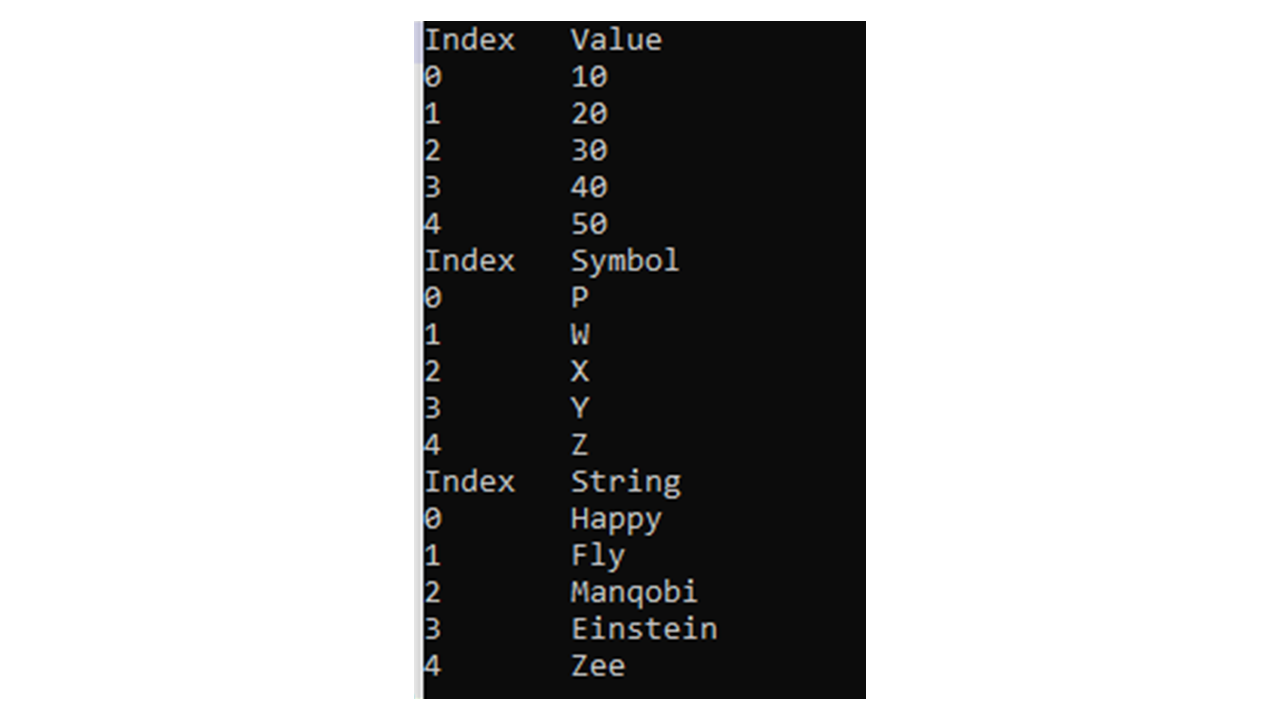 Index Value
0 10
1 20
2 30
3 40
4 50
Index Symbol
0 P
1 W
2 X
3 Y
4 Z
Index String
0 Happy
1 Fly
2 Manqobi
3 Einstein
4 Zee